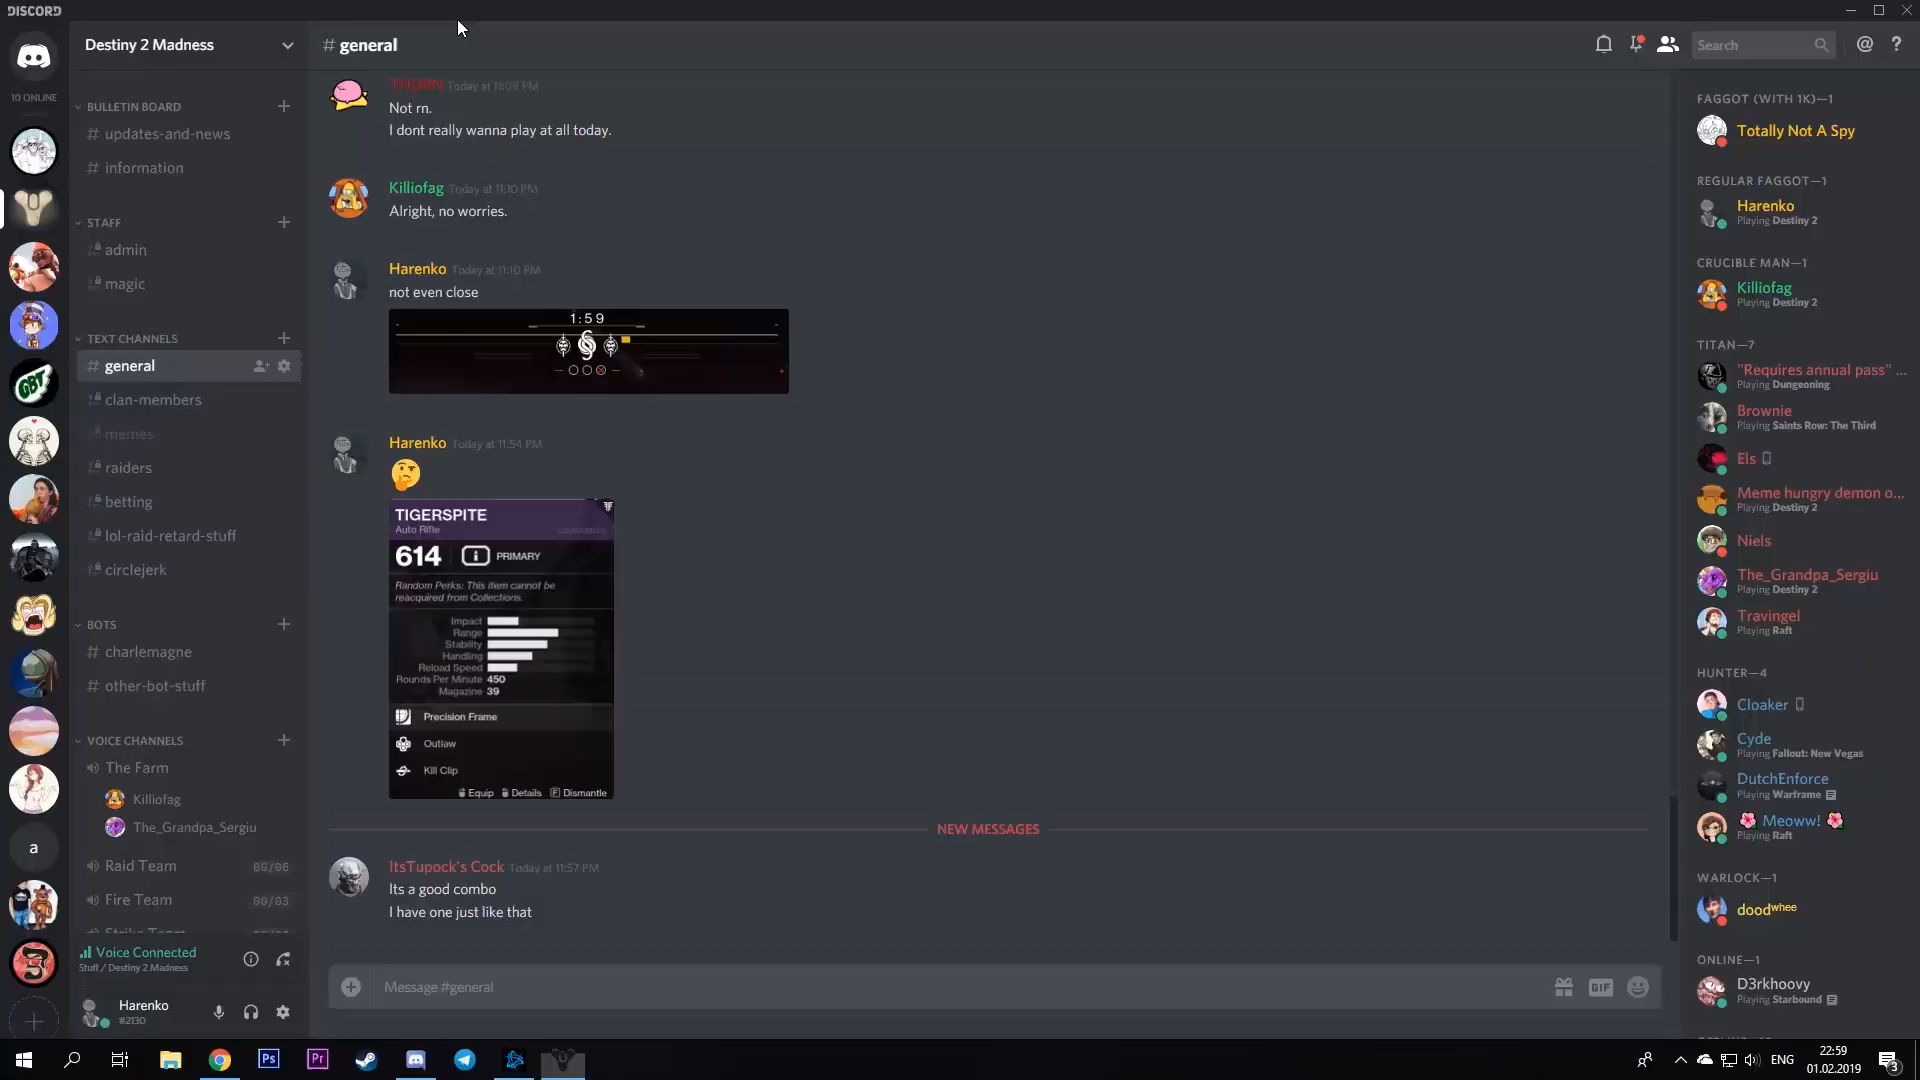 DISCORD
10 ONLINE
a
Destiny 2 Madness
BULLETIN BOARD
# updates-and-news
# information
STAFF
admin
magic
TEXT CHANNELS
# general
clan-members
memes
raiders
betting
lol-raid-retard-stuff
circlejerk
BOTS
# charlemagne
# other-bot-stuff
VOICE CHANNELS
The Farm
Killiofag
The_Grandpa_Sergiu
Raid Team 00/06
Fire Team 00/03
Strike Team
Voice Connected
Stuff / Destiny 2 Madness
Harenko
#2130
# general
Search
THORN Today at 11:09 PM
Not rn.
I dont really wanna play at all today.
Killiofag Today at 11:10 PM
Alright, no worries.
Harenko Today at 11:10 PM
not even close
1:59
Harenko Today at 11:54 PM
TIGERSPITE
Auto Rifle
614 PRIMARY
Random Perks: This item cannot be
reacquired from Collections.
Impact
Range
Stability
Handling
Reload Speed
Rounds Per Minute 450
Magazine 39
Precision Frame
Outlaw
Kill Clip
Equip Details F Dismantle
NEW MESSAGES
ItsTupock's Cock Today at 11:57 PM
Its a good combo
I have one just like that
Message #general
GIF
FAGGOT (WITH 1K)—1
Totally Not A Spy
REGULAR FAGGOT—1
Harenko
Playing Destiny 2
CRUCIBLE MAN—1
Killiofag
Playing Destiny 2
TITAN—7
"Requires annual pass" ...
Playing Dungeoning
Brownie
Playing Saints Row: The Third
Els
Meme hungry demon o...
Playing Destiny 2
Niels
The_Grandpa_Sergiu
Playing Destiny 2
Travingel
Playing Raft
HUNTER—4
Cloaker
Cyde
Playing Fallout: New Vegas
DutchEnforce
Playing Warframe
🌺 Meoww! 🌺
Playing Raft
WARLOCK—1
doodwhee
ONLINE—1
D3rkhoovy
Playing Starbound
Ps
Pr
ENG
22:59
01.02.2019
3